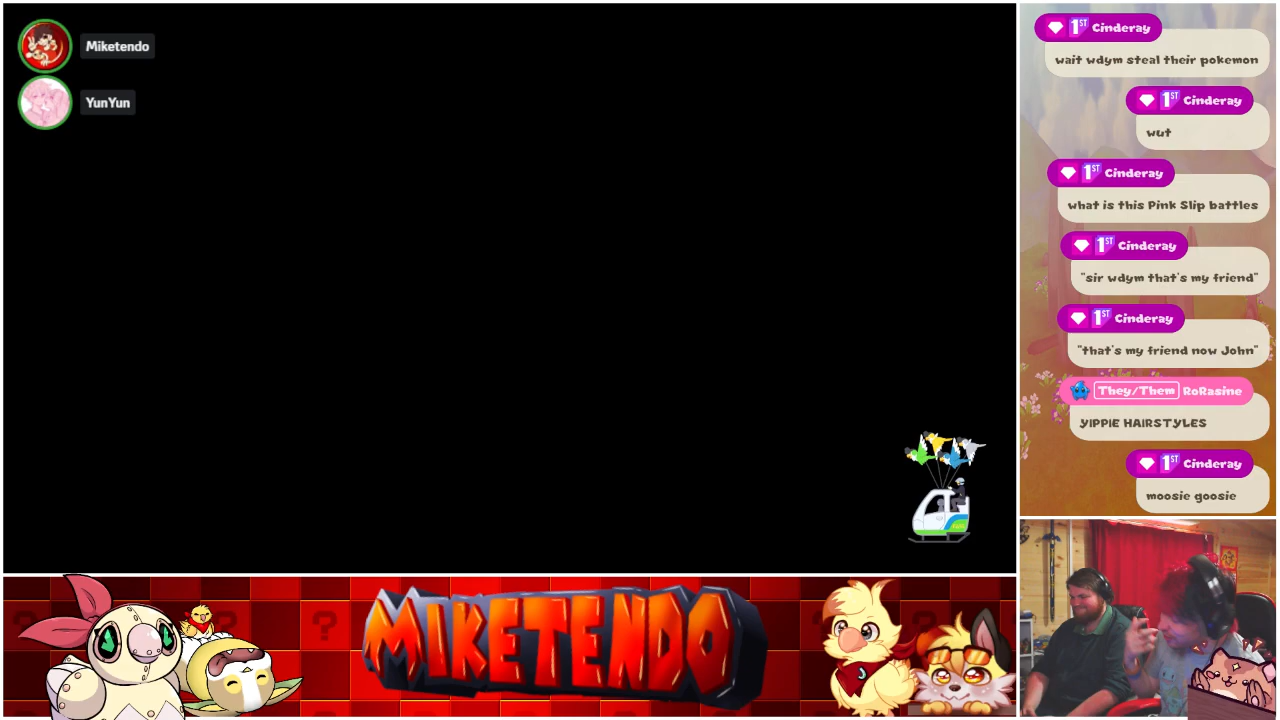 Miketendo
YunYun
1ST Cinderay
wait wdym steal their pokemon
1ST Cinderay
wut
1ST Cinderay
what is this Pink Slip battles
1ST Cinderay
"sir wdym that's my friend"
1ST Cinderay
"that's my friend now John"
They/Them RoRasine
YIPPIE HAIRSTYLES
1ST Cinderay
moosie goosie
MIKETENDO